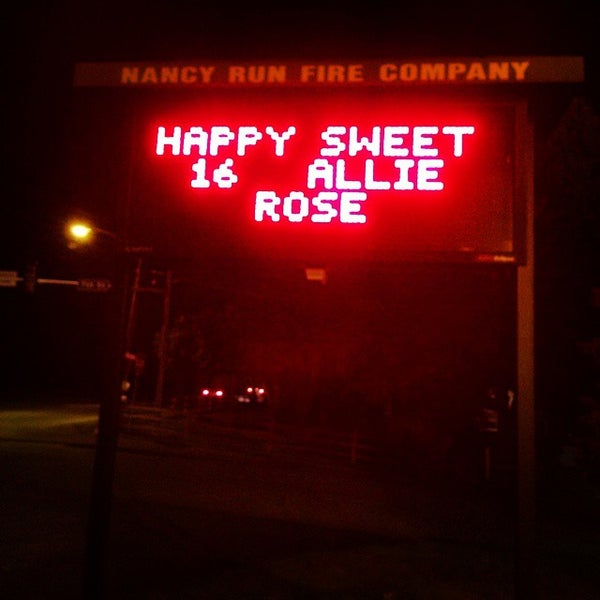 NANCY RUN FIRE COMPANY
HAPPY SWEET
16 ALLIE
ROSE